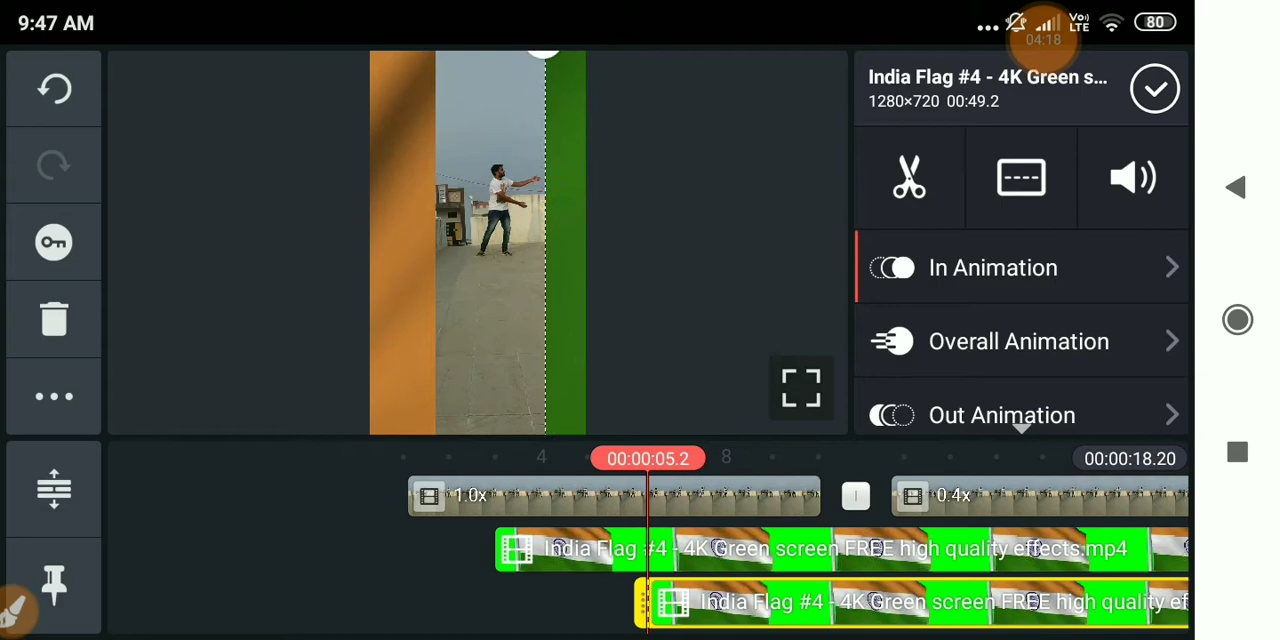 9:47 AM
Vo)
LTE
80
04:18
India Flag #4 - 4K Green s...
1280×720 00:49.2
In Animation
Overall Animation
Out Animation
4
00:00:05.2
8
00:00:18.20
1.0x
0.4x
India Flag #4 - 4K Green screen FREE high quality effects.mp4
India Flag #4 - 4K Green screen FREE high quality ef